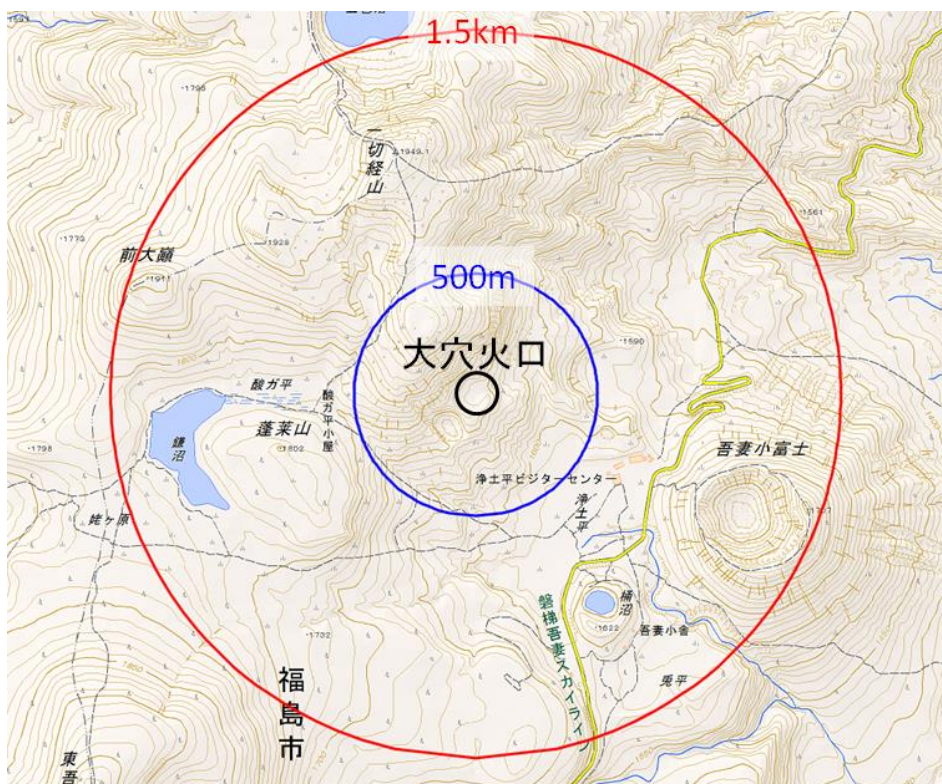 1.5km
・1796
一切経山
1949.1
・1561
・1770
前大巓
・1928
・1911
500m
大穴火口
・1590
酸ガ平
酸ガ平小屋
蓬莱山
1802
鎌沼
・1798
吾妻小富士
浄土平ビジターセンター
浄土平
姥ヶ原
磐梯吾妻スカイライン
桶沼
・1622
吾妻小舎
・1732
兎平
福島市
東吾